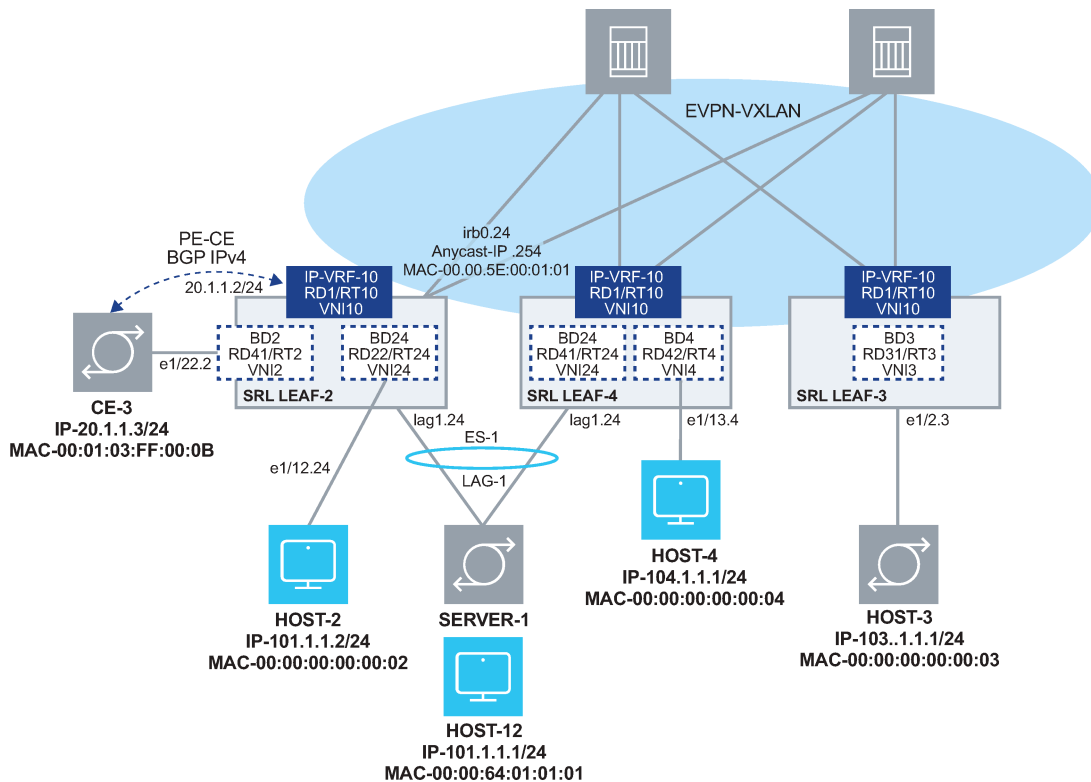 EVPN-VXLAN
irb0.24
Anycast-IP .254
MAC-00.00.5E:00:01:01
PE-CE
BGP IPv4
20.1.1.2/24
IP-VRF-10
RD1/RT10
VNI10
IP-VRF-10
RD1/RT10
VNI10
IP-VRF-10
RD1/RT10
VNI10
BD2
RD41/RT2
VNI2
BD24
RD22/RT24
VNI24
SRL LEAF-2
BD24
RD41/RT24
VNI24
BD4
RD42/RT4
VNI4
SRL LEAF-4
BD3
RD31/RT3
VNI3
SRL LEAF-3
e1/22.2
CE-3
IP-20.1.1.3/24
MAC-00:01:03:FF:00:0B
lag1.24
lag1.24
e1/13.4
e1/2.3
ES-1
LAG-1
e1/12.24
HOST-2
IP-101.1.1.2/24
MAC-00:00:00:00:00:02
SERVER-1
HOST-12
IP-101.1.1.1/24
MAC-00:00:64:01:01:01
HOST-4
IP-104.1.1.1/24
MAC-00:00:00:00:00:04
HOST-3
IP-103..1.1.1/24
MAC-00:00:00:00:00:03